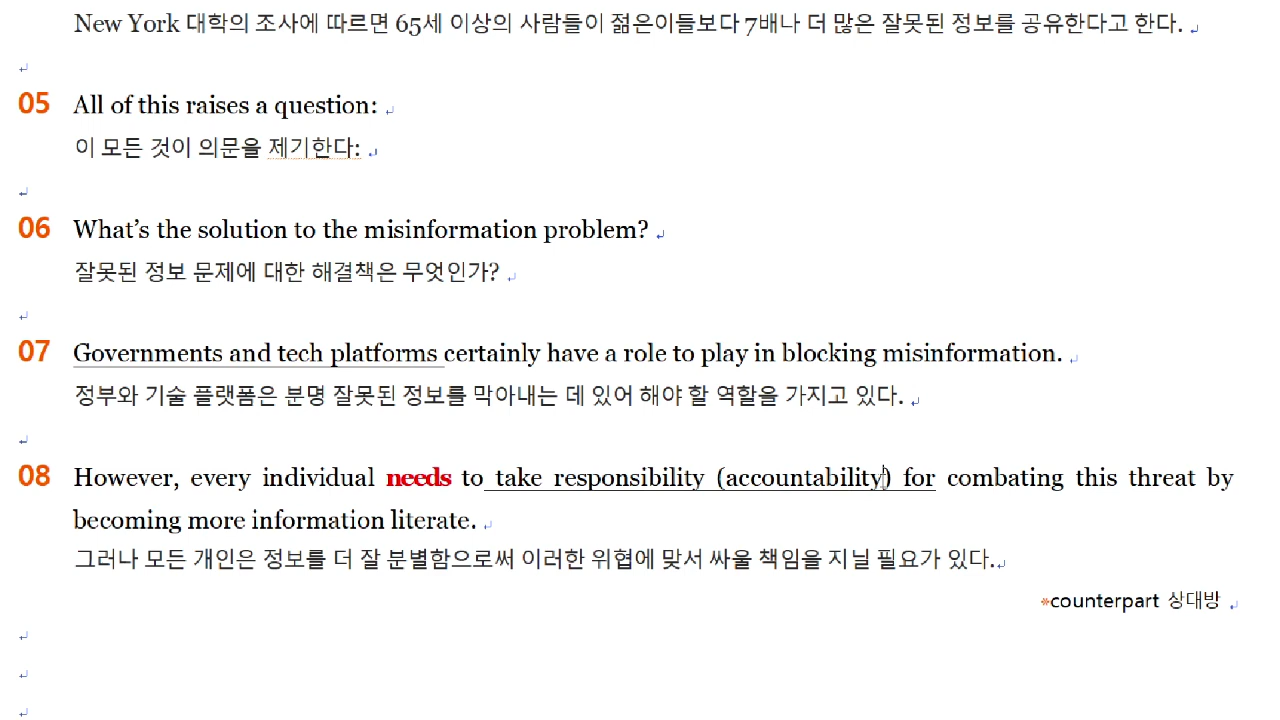 New York 대학의 조사에 따르면 65세 이상의 사람들이 젊은이들보다 7배나 더 많은 잘못된 정보를 공유한다고 한다.
05 All of this raises a question:
이 모든 것이 의문을 제기한다:
06 What's the solution to the misinformation problem?
잘못된 정보 문제에 대한 해결책은 무엇인가?
07 Governments and tech platforms certainly have a role to play in blocking misinformation.
정부와 기술 플랫폼은 분명 잘못된 정보를 막아내는 데 있어 해야 할 역할을 가지고 있다.
08 However, every individual needs to take responsibility (accountability) for combating this threat by
becoming more information literate.
그러나 모든 개인은 정보를 더 잘 분별함으로써 이러한 위협에 맞서 싸울 책임을 지닐 필요가 있다.
*counterpart 상대방